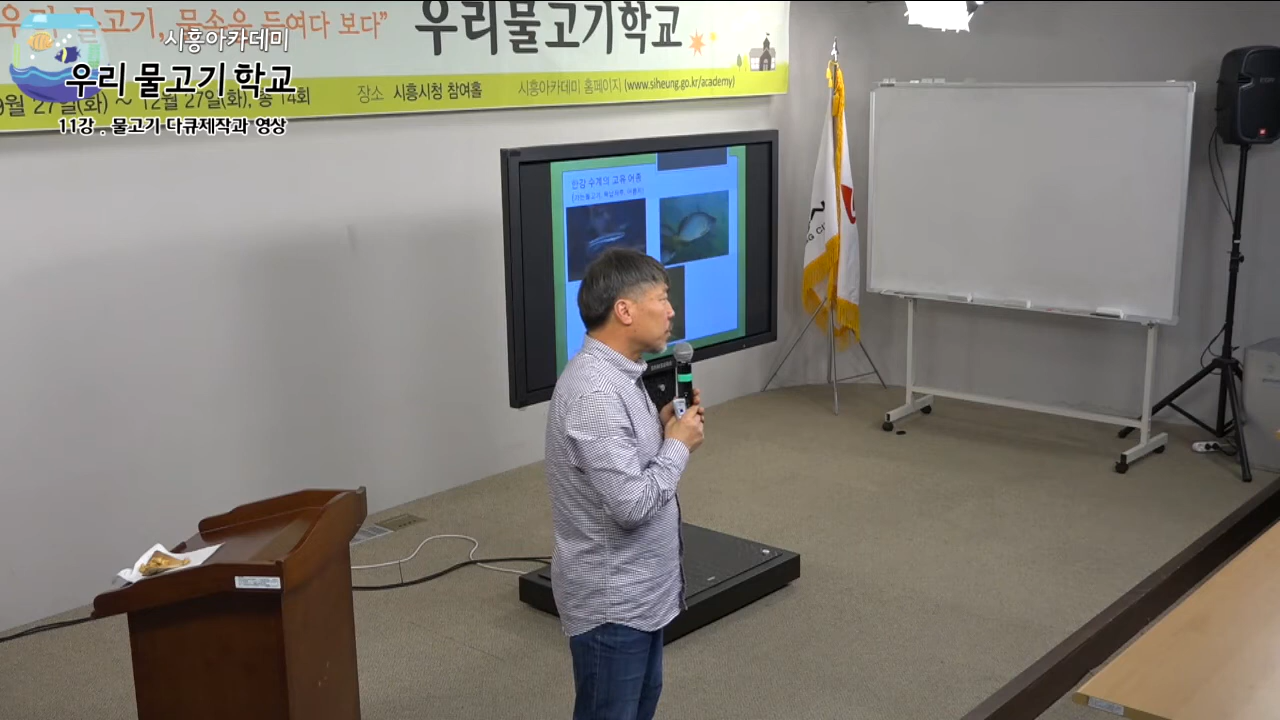 우리 물고기, 물속을 들여다 보다”
우리물고기학교
시흥아카데미
우리 물고기 학교
9월 27일(화) ~ 12월 27일(화), 총 14회
장소 시흥시청 참여홀
시흥아카데미 홈페이지 (www.siheung.go.kr/academy)
11강 . 물고기 다큐제작과 영상
한강 수계의 고유 어종
SAMSUNG